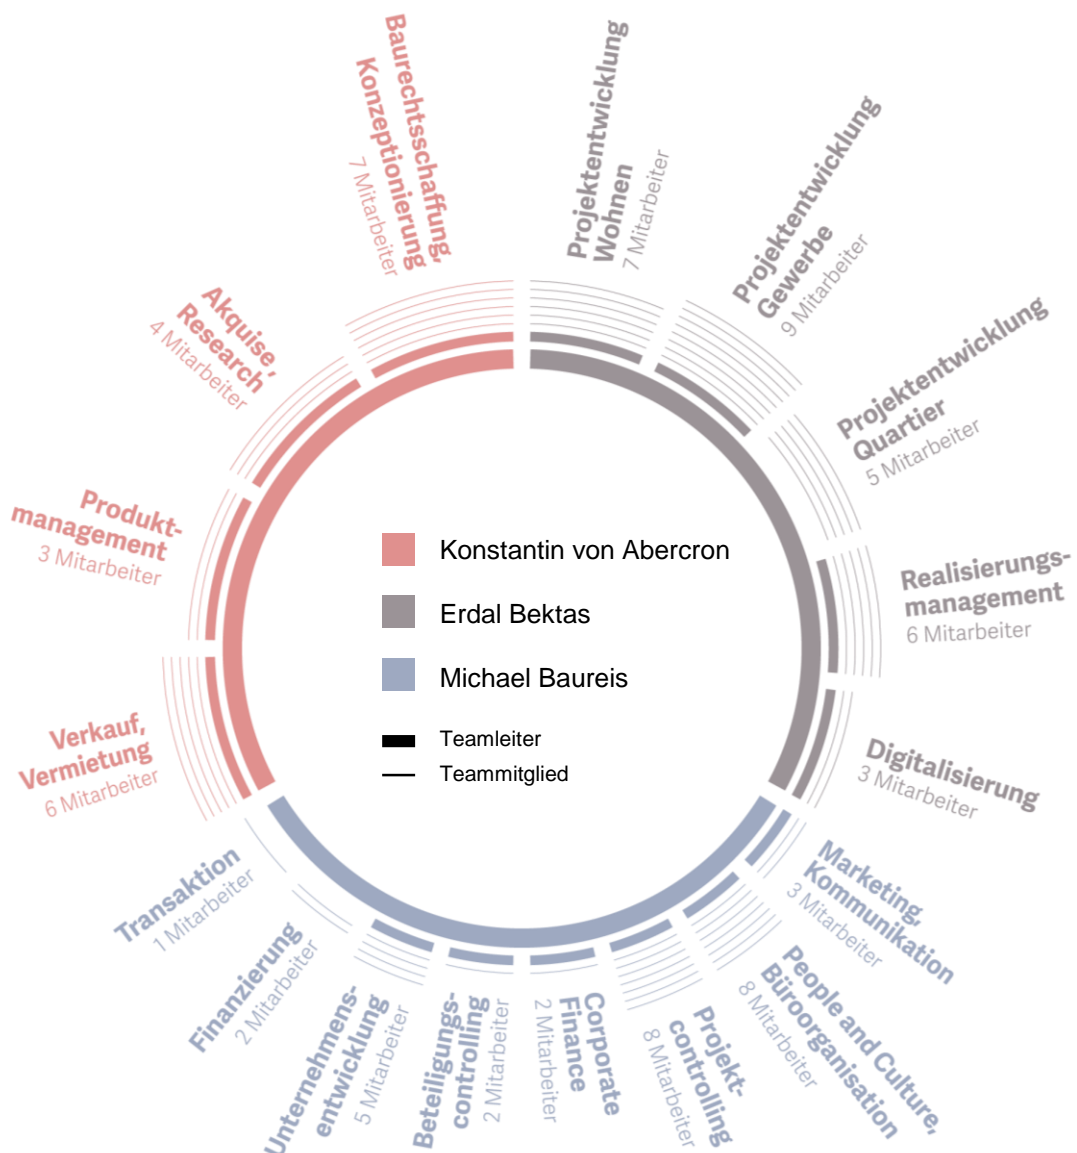 Baurechtsschaffung,
Konzeptionierung
7 Mitarbeiter
Projektentwicklung
Wohnen
7 Mitarbeiter
Projektentwicklung
Gewerbe
9 Mitarbeiter
Projektentwicklung
Quartier
5 Mitarbeiter
Realisierungs-
management
6 Mitarbeiter
Digitalisierung
3 Mitarbeiter
Marketing,
Kommunikation
3 Mitarbeiter
People and Culture,
Büroorganisation
8 Mitarbeiter
Projekt-
controlling
8 Mitarbeiter
Corporate
Finance
2 Mitarbeiter
Beteiligungs-
controlling
2 Mitarbeiter
Unternehmens-
entwicklung
5 Mitarbeiter
Finanzierung
2 Mitarbeiter
Transaktion
1 Mitarbeiter
Verkauf,
Vermietung
6 Mitarbeiter
Produkt-
management
3 Mitarbeiter
Akquise,
Research
4 Mitarbeiter
Konstantin von Abercron
Erdal Bektas
Michael Baureis
Teamleiter
Teammitglied